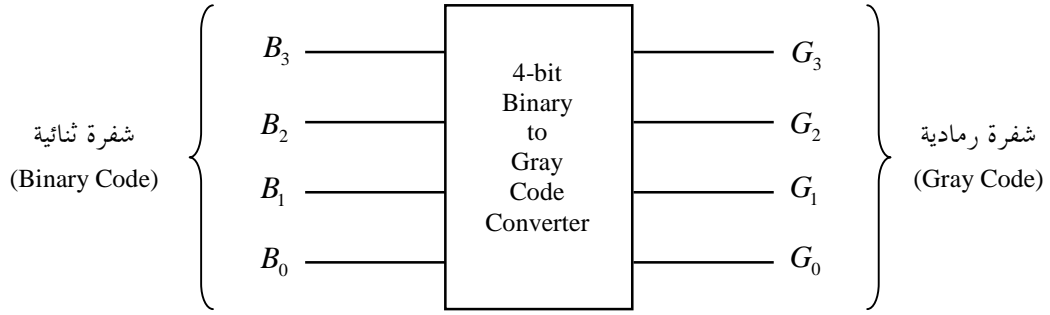 شفرة ثنائية
(Binary Code)
B₃
B₂
B₁
B₀
4-bit
Binary
to
Gray
Code
Converter
G₃
G₂
G₁
G₀
شفرة رمادية
(Gray Code)